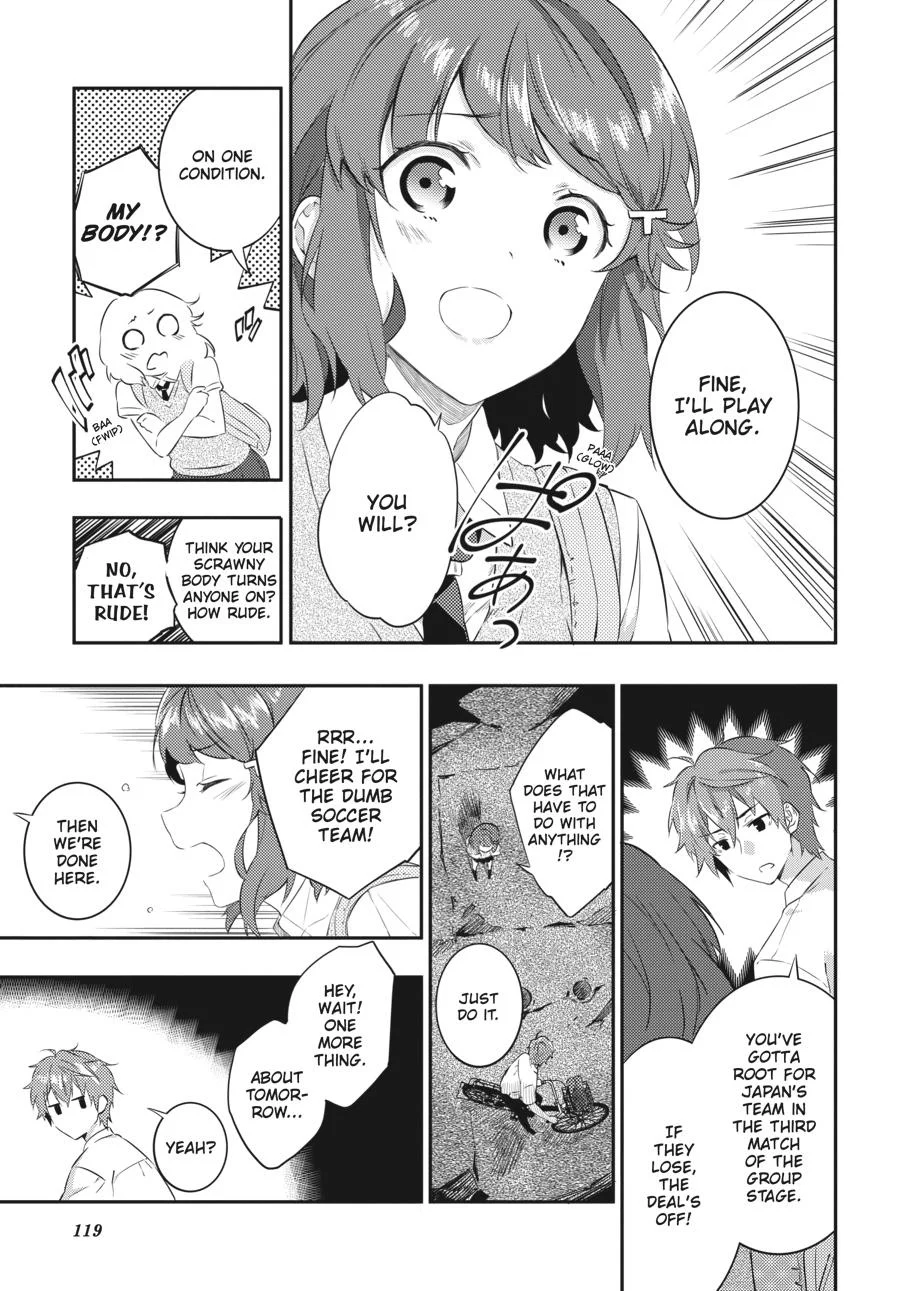 FINE,
I'LL PLAY
ALONG.
YOU
WILL?
PAAA
(GLOW)
ぱあっ
ON ONE
CONDITION.
MY
BODY!?
BAA
(FWIP)
THINK YOUR
SCRAWNY
BODY TURNS
ANYONE ON?
HOW RUDE.
NO,
THAT'S
RUDE!
YOU'VE
GOTTA
ROOT FOR
JAPAN'S
TEAM IN
THE THIRD
MATCH
OF THE
GROUP
STAGE.
IF
THEY
LOSE,
THE
DEAL'S
OFF!
WHAT
DOES THAT
HAVE TO
DO WITH
ANYTHING
!?
JUST
DO IT.
RRR...
FINE! I'LL
CHEER FOR
THE DUMB
SOCCER
TEAM!
THEN
WE'RE
DONE
HERE.
HEY,
WAIT!
ONE
MORE
THING.
ABOUT
TOMOR-
ROW...
YEAH?
119